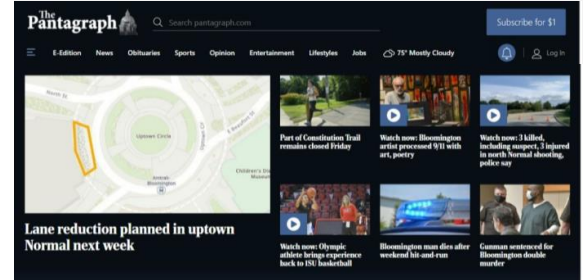 The
Pantagraph
Search pantagraph.com
Subscribe for $1
E-Edition News Obituaries Sports Opinion Entertainment Lifestyles Jobs 75° Mostly Cloudy Log In
Uptown Circle
Bloomington
Children's
Museum
Lane reduction planned in uptown
Normal next week
Part of Constitution Trail
remains closed Friday
Watch now: Bloomington
artist processed 9/11 with
art, poetry
Watch now: 3 killed,
including suspect, 3 injured
in north Normal shooting,
police say
Watch now: Olympic
athlete brings experience
back to ISU basketball
Bloomington man dies after
weekend hit-and-run
Gunman sentenced for
Bloomington double
murder